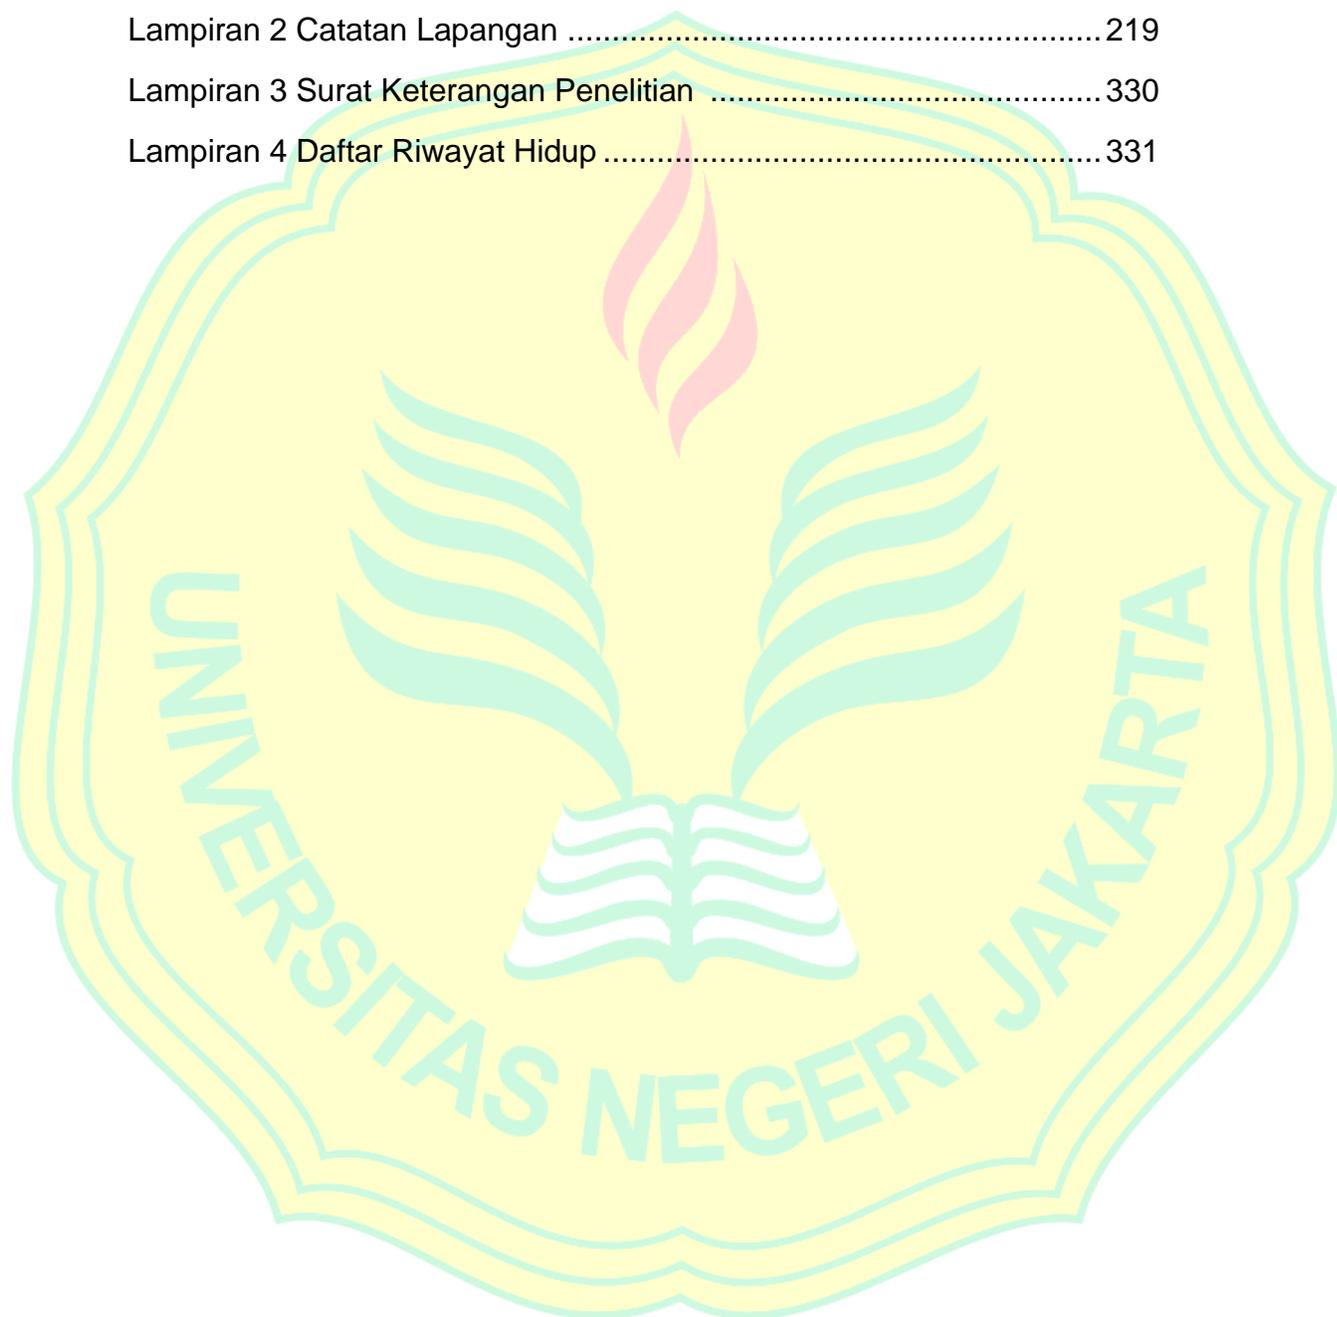 Lampiran 2 Catatan Lapangan ............................................................ 219
Lampiran 3 Surat Keterangan Penelitian ............................................ 330
Lampiran 4 Daftar Riwayat Hidup ........................................................ 331
UNIVERSITAS NEGERI JAKARTA